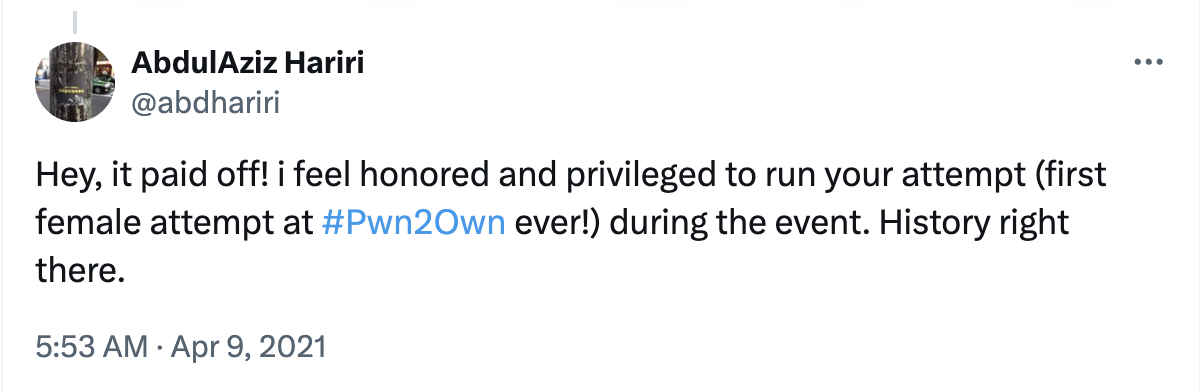 AbdulAziz Hariri
@abdhariri
Hey, it paid off! i feel honored and privileged to run your attempt (first
female attempt at #Pwn2Own ever!) during the event. History right
there.
5:53 AM · Apr 9, 2021